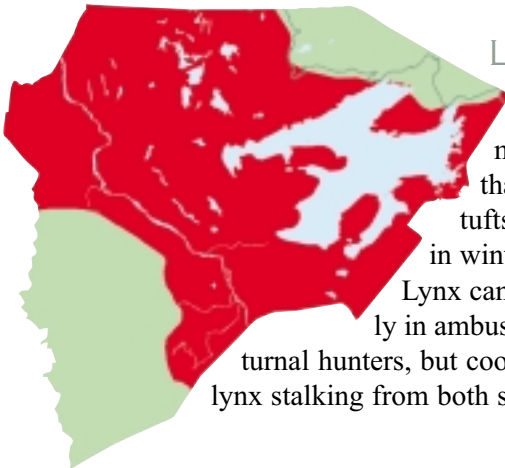 L
n
tha
tufts
in wint
Lynx can
ly in ambus
turnal hunters, but coo
lynx stalking from both s